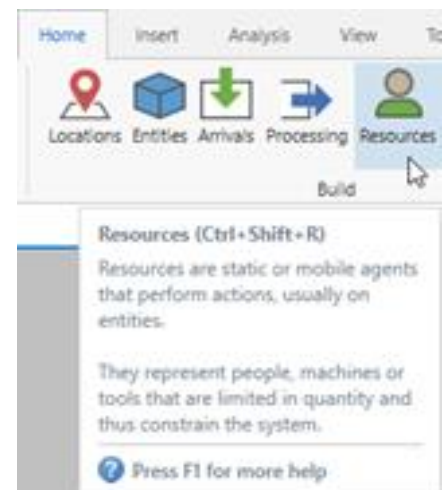 Home Insert Analysis View To
Locations Entities Arrivals Processing Resources
Build
Resources (Ctrl+Shift+R)
Resources are static or mobile agents
that perform actions, usually on
entities.
They represent people, machines or
tools that are limited in quantity and
thus constrain the system.
Press F1 for more help